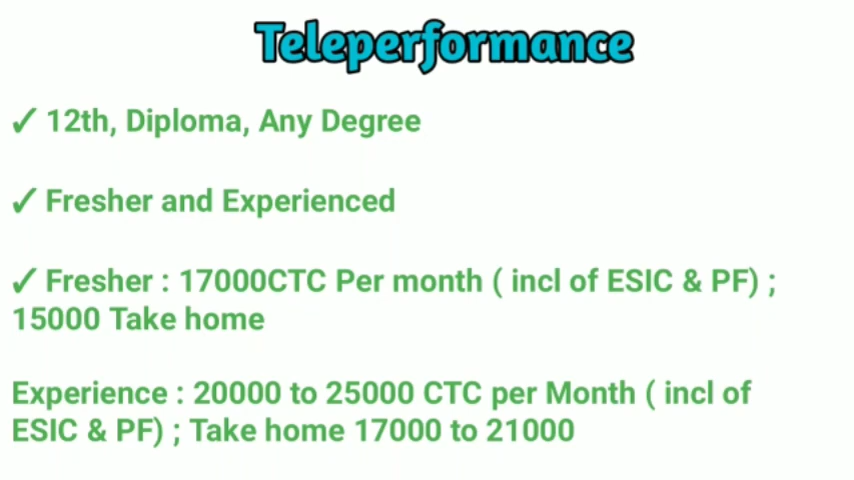 Teleperformance
✓ 12th, Diploma, Any Degree
✓ Fresher and Experienced
✓ Fresher : 17000CTC Per month ( incl of ESIC & PF) ;
15000 Take home
Experience : 20000 to 25000 CTC per Month ( incl of
ESIC & PF) ; Take home 17000 to 21000